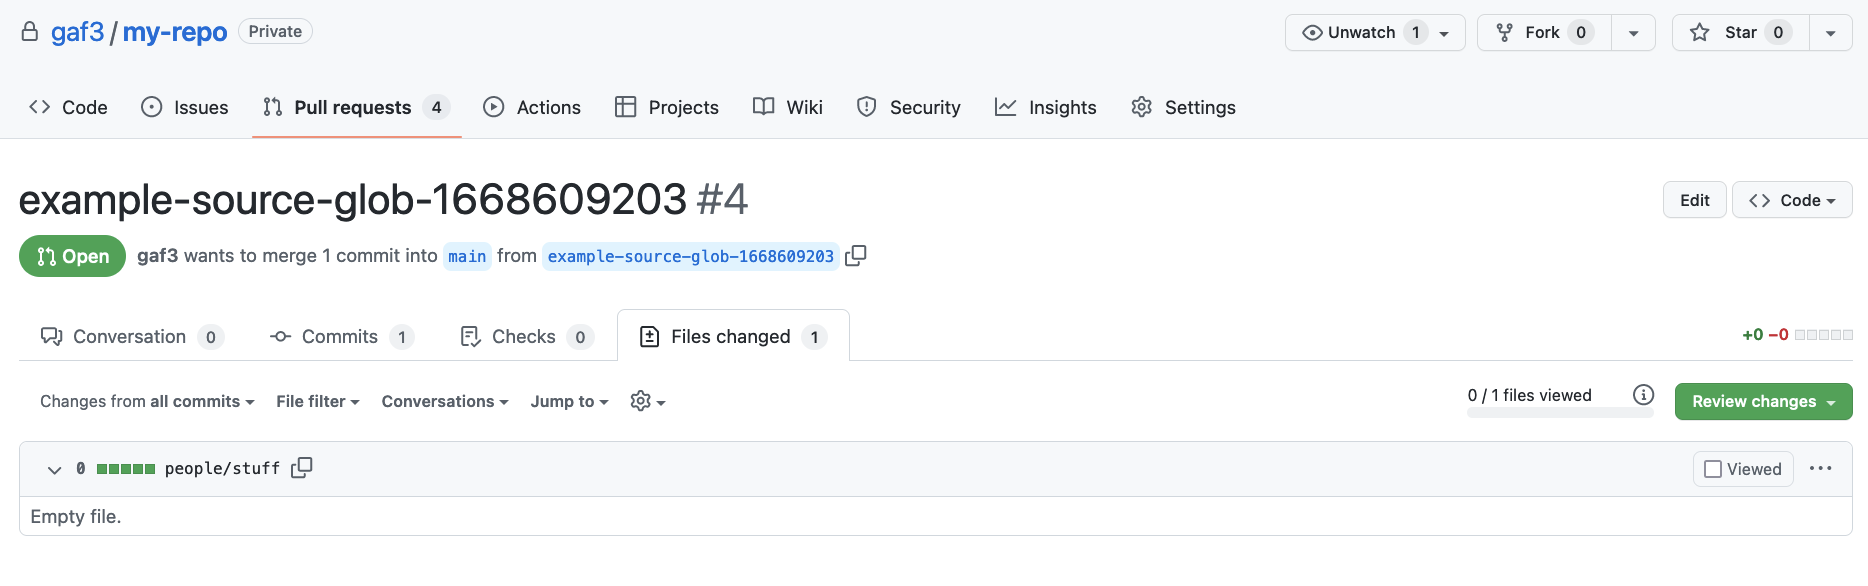 gaf3 / my-repo Private
Unwatch 1
Fork 0
Star 0
Code
Issues
Pull requests 4
Actions
Projects
Wiki
Security
Insights
Settings
example-source-glob-1668609203 #4
Edit
Code
Open gaf3 wants to merge 1 commit into main from example-source-glob-1668609203
Conversation 0
Commits 1
Checks 0
Files changed 1
+0 −0
Changes from all commits
File filter
Conversations
Jump to
0 / 1 files viewed
Review changes
0 people/stuff
Viewed
Empty file.